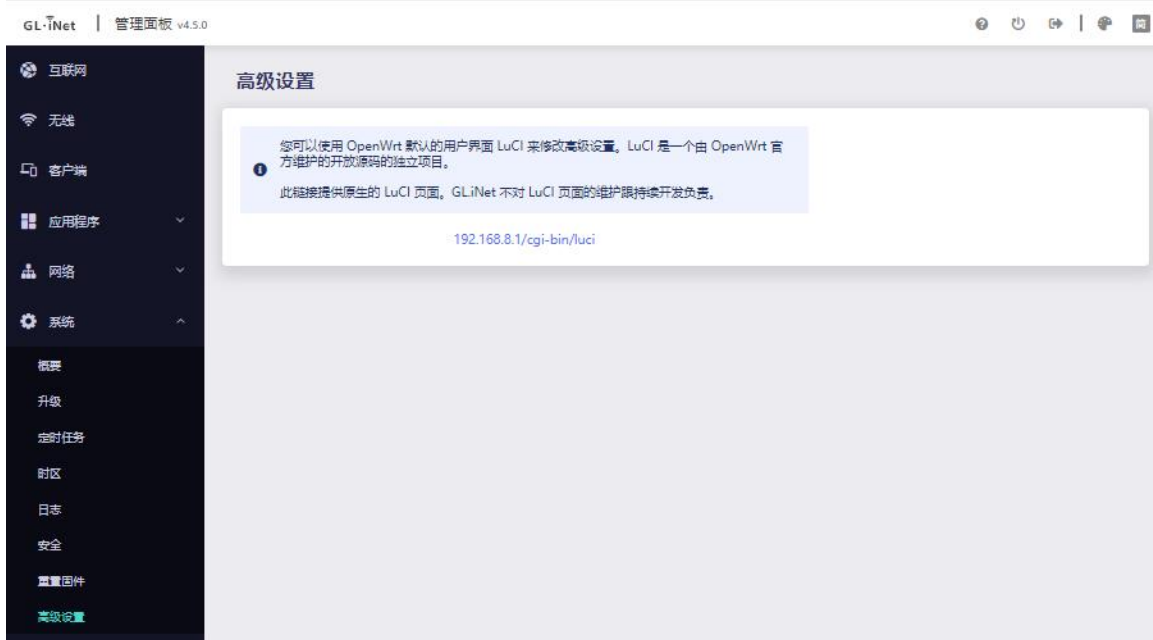 GL·iNet | 管理面板 v4.5.0
简
互联网
无线
客户端
应用程序
网络
系统
概要
升级
定时任务
时区
日志
安全
重置固件
高级设置
高级设置
您可以使用 OpenWrt 默认的用户界面 LuCI 来修改高级设置。LuCI 是一个由 OpenWrt 官
方维护的开放源码的独立项目。
此链接提供原生的 LuCI 页面。GL.iNet 不对 LuCI 页面的维护跟持续开发负责。
192.168.8.1/cgi-bin/luci